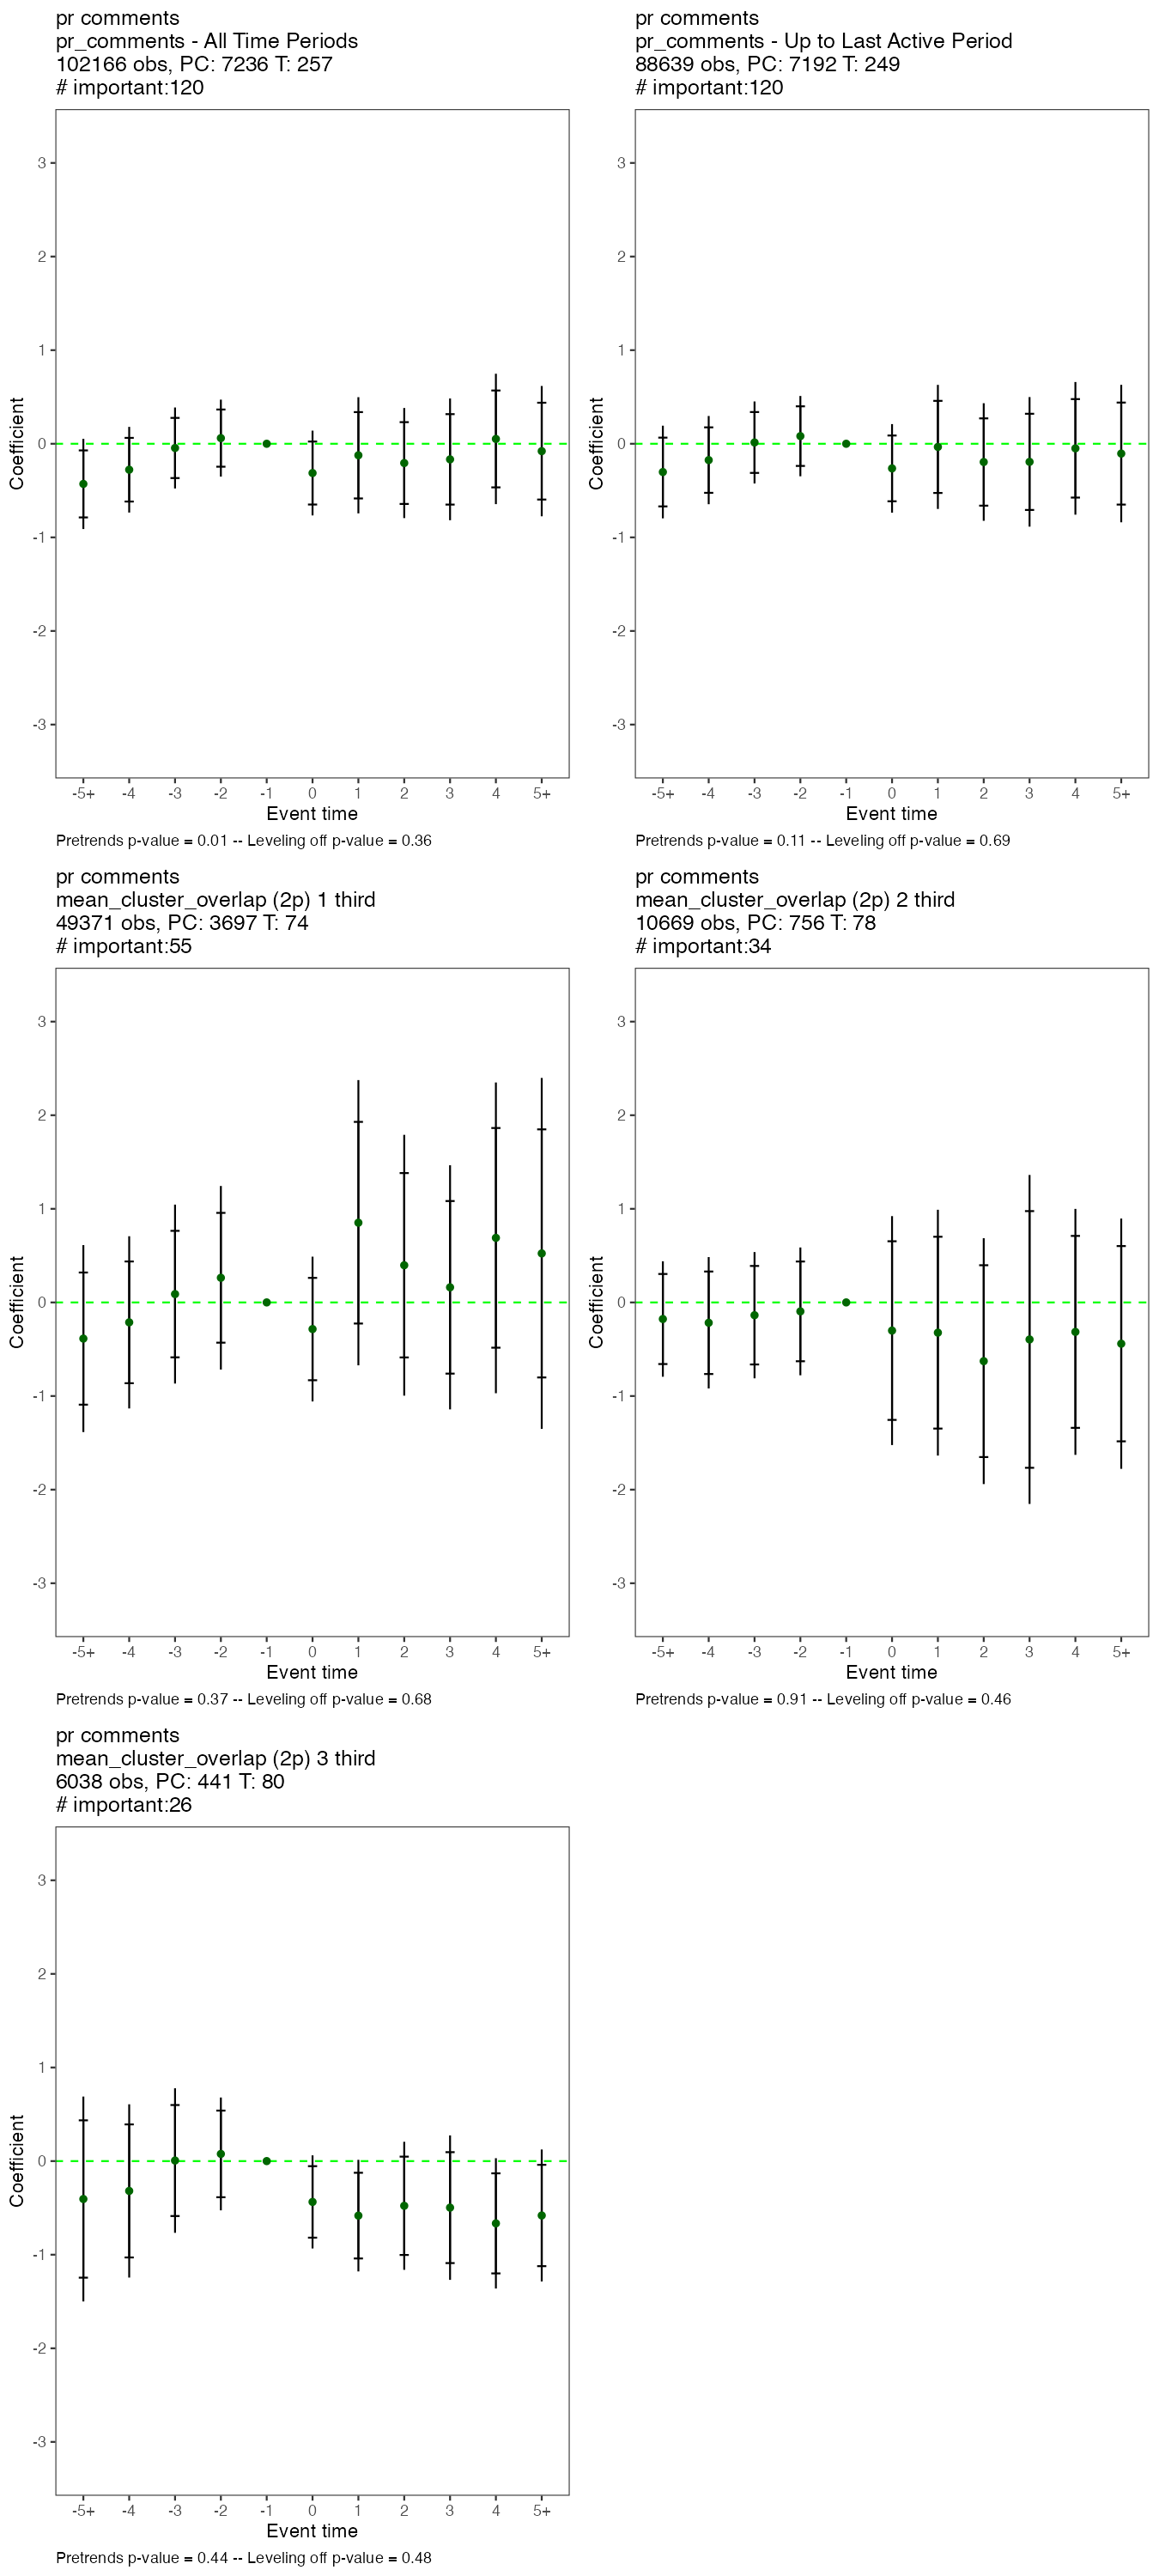 pr comments
pr_comments - All Time Periods
102166 obs, PC: 7236 T: 257
# important:120
3
2
1
0
-1
-2
-3
Coefficient
-5+ -4 -3 -2 -1 0 1 2 3 4 5+
Event time
Pretrends p-value = 0.01 -- Leveling off p-value = 0.36
pr comments
pr_comments - Up to Last Active Period
88639 obs, PC: 7192 T: 249
# important:120
3
2
1
0
-1
-2
-3
Coefficient
-5+ -4 -3 -2 -1 0 1 2 3 4 5+
Event time
Pretrends p-value = 0.11 -- Leveling off p-value = 0.69
pr comments
mean_cluster_overlap (2p) 1 third
49371 obs, PC: 3697 T: 74
# important:55
3
2
1
0
-1
-2
-3
Coefficient
-5+ -4 -3 -2 -1 0 1 2 3 4 5+
Event time
Pretrends p-value = 0.37 -- Leveling off p-value = 0.68
pr comments
mean_cluster_overlap (2p) 2 third
10669 obs, PC: 756 T: 78
# important:34
3
2
1
0
-1
-2
-3
Coefficient
-5+ -4 -3 -2 -1 0 1 2 3 4 5+
Event time
Pretrends p-value = 0.91 -- Leveling off p-value = 0.46
pr comments
mean_cluster_overlap (2p) 3 third
6038 obs, PC: 441 T: 80
# important:26
3
2
1
0
-1
-2
-3
Coefficient
-5+ -4 -3 -2 -1 0 1 2 3 4 5+
Event time
Pretrends p-value = 0.44 -- Leveling off p-value = 0.48